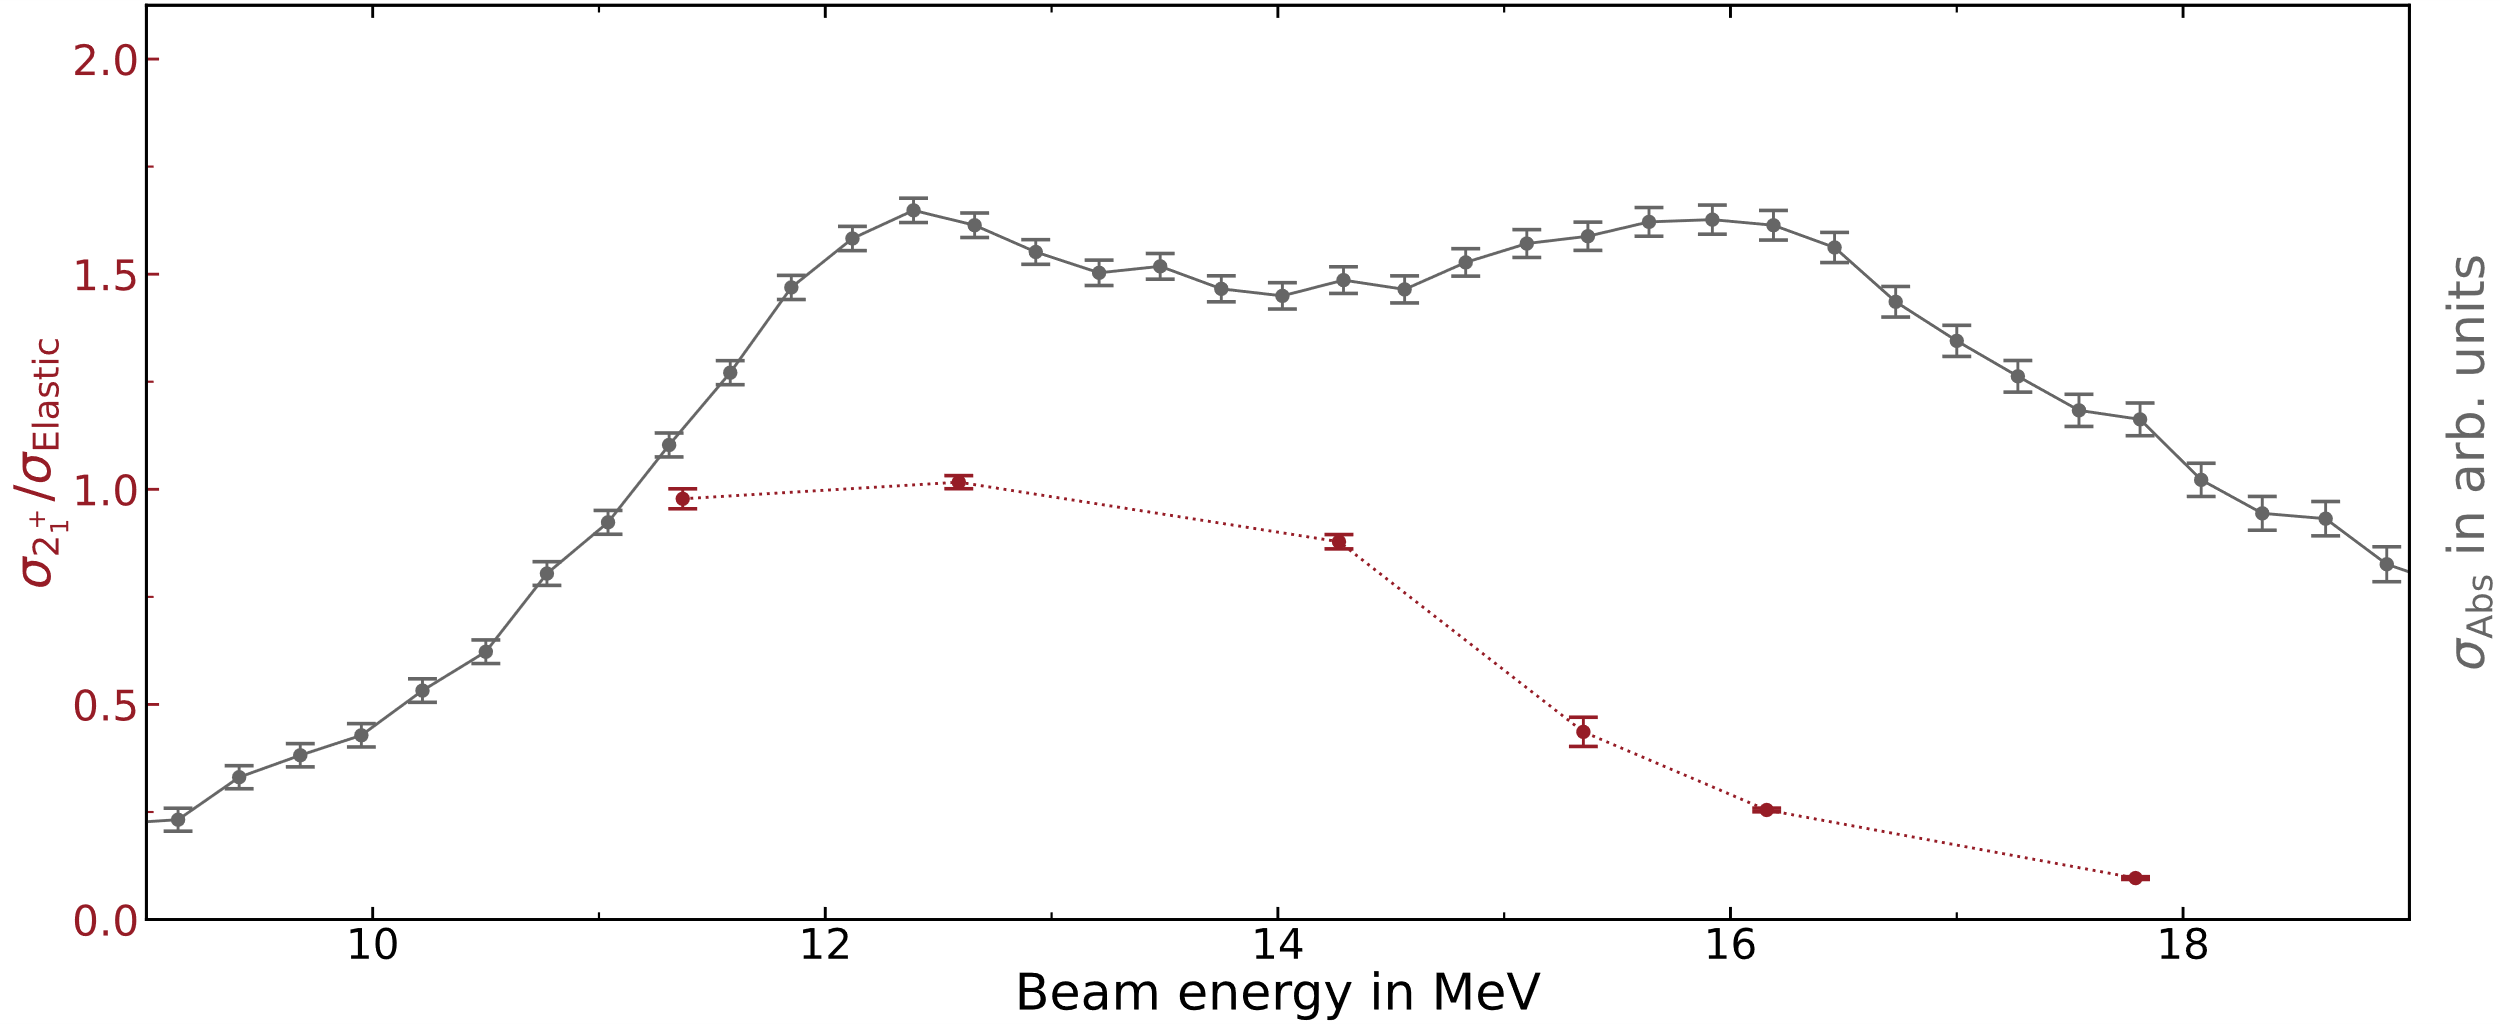 2.0
1.5
1.0
0.5
0.0
σ2₁⁺/σElastic
σAbs in arb. units
10 12 14 16 18
Beam energy in MeV